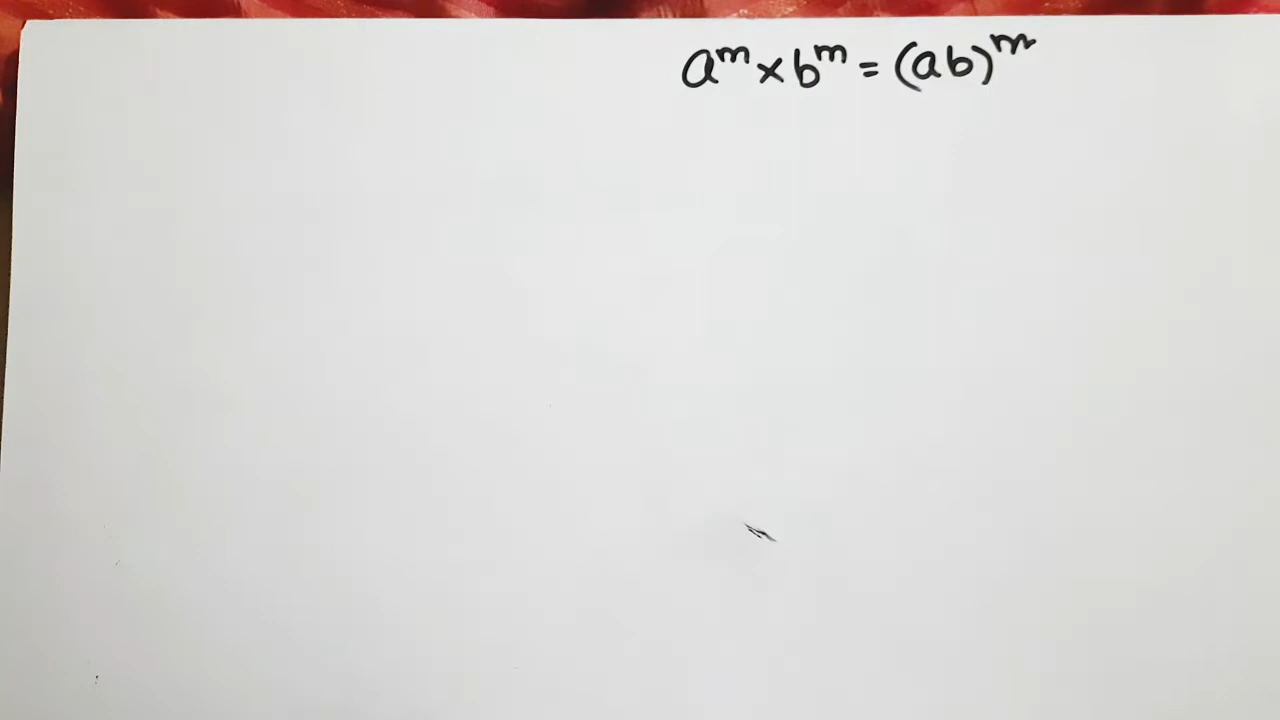 aᵐ × bᵐ = (ab)ᵐ